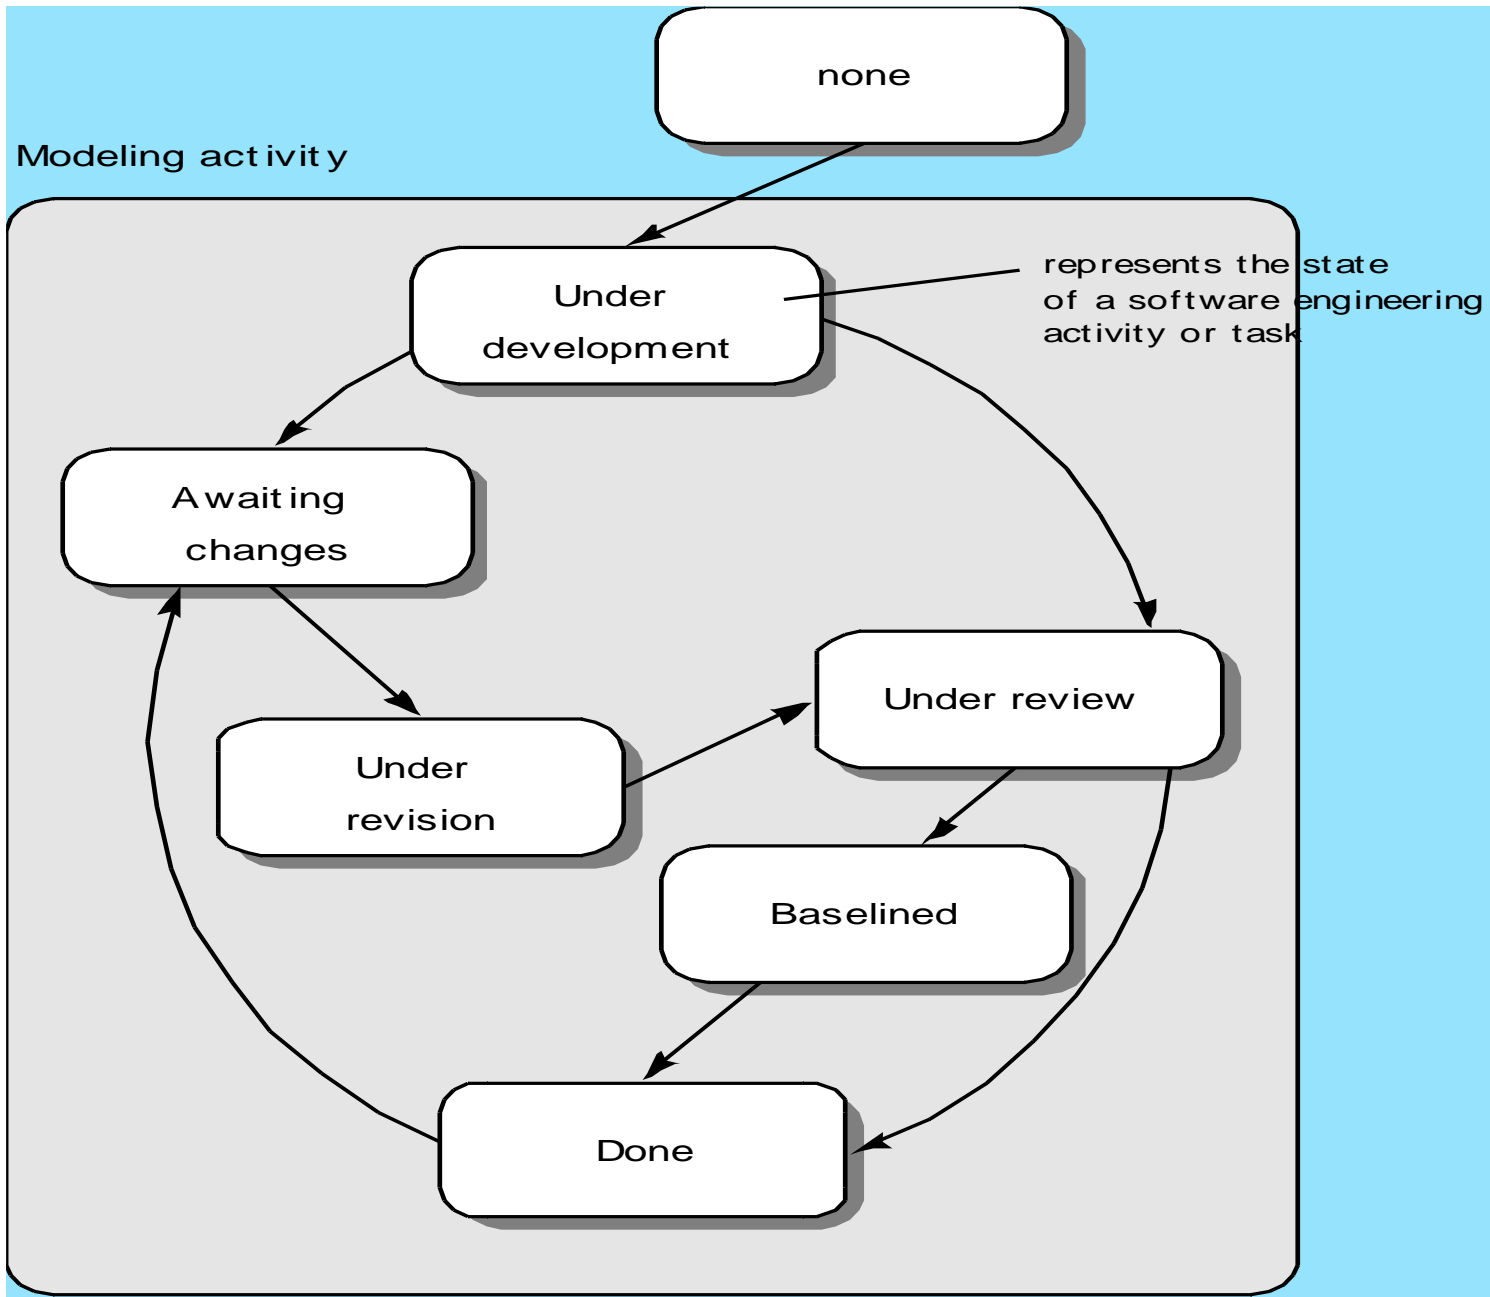 none
Modeling activity
represents the state
of a software engineering
activity or task
Under
development
Awaiting
changes
Under review
Under
revision
Baselined
Done